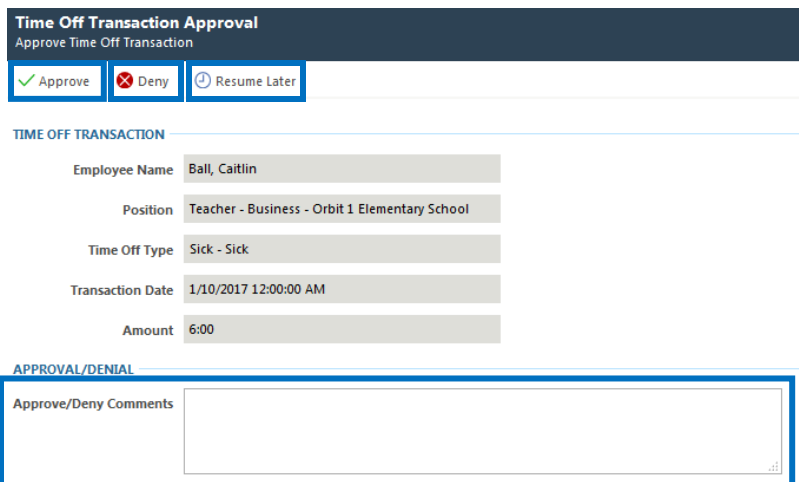 Time Off Transaction Approval
Approve Time Off Transaction
Approve Deny Resume Later
TIME OFF TRANSACTION
Employee Name Ball, Caitlin
Position Teacher - Business - Orbit 1 Elementary School
Time Off Type Sick - Sick
Transaction Date 1/10/2017 12:00:00 AM
Amount 6:00
APPROVAL/DENIAL
Approve/Deny Comments